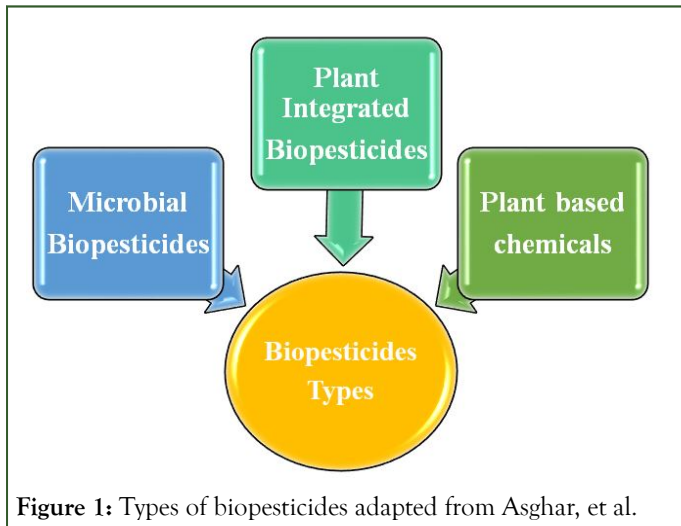 Plant
Integrated
Biopesticides
Microbial
Biopesticides
Plant based
chemicals
Biopesticides
Types
Figure 1: Types of biopesticides adapted from Asghar, et al.